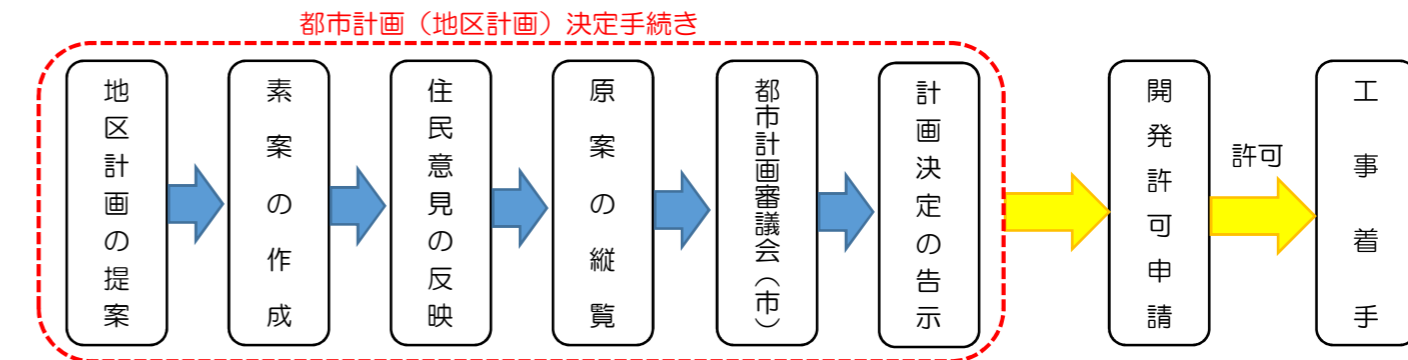 都市計画（地区計画）決定手続き
地区計画の提案
素案の作成
住民意見の反映
原案の縦覧
都市計画審議会（市）
計画決定の告示
開発許可申請
許可
工事着手